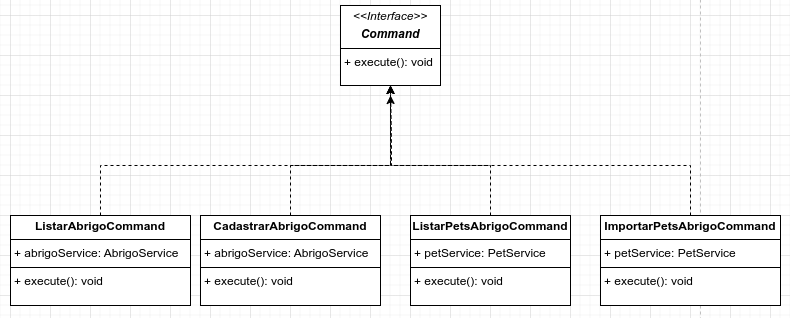 <<Interface>>
Command
+ execute(): void
ListarAbrigoCommand
+ abrigoService: AbrigoService
+ execute(): void
CadastrarAbrigoCommand
+ abrigoService: AbrigoService
+ execute(): void
ListarPetsAbrigoCommand
+ petService: PetService
+ execute(): void
ImportarPetsAbrigoCommand
+ petService: PetService
+ execute(): void